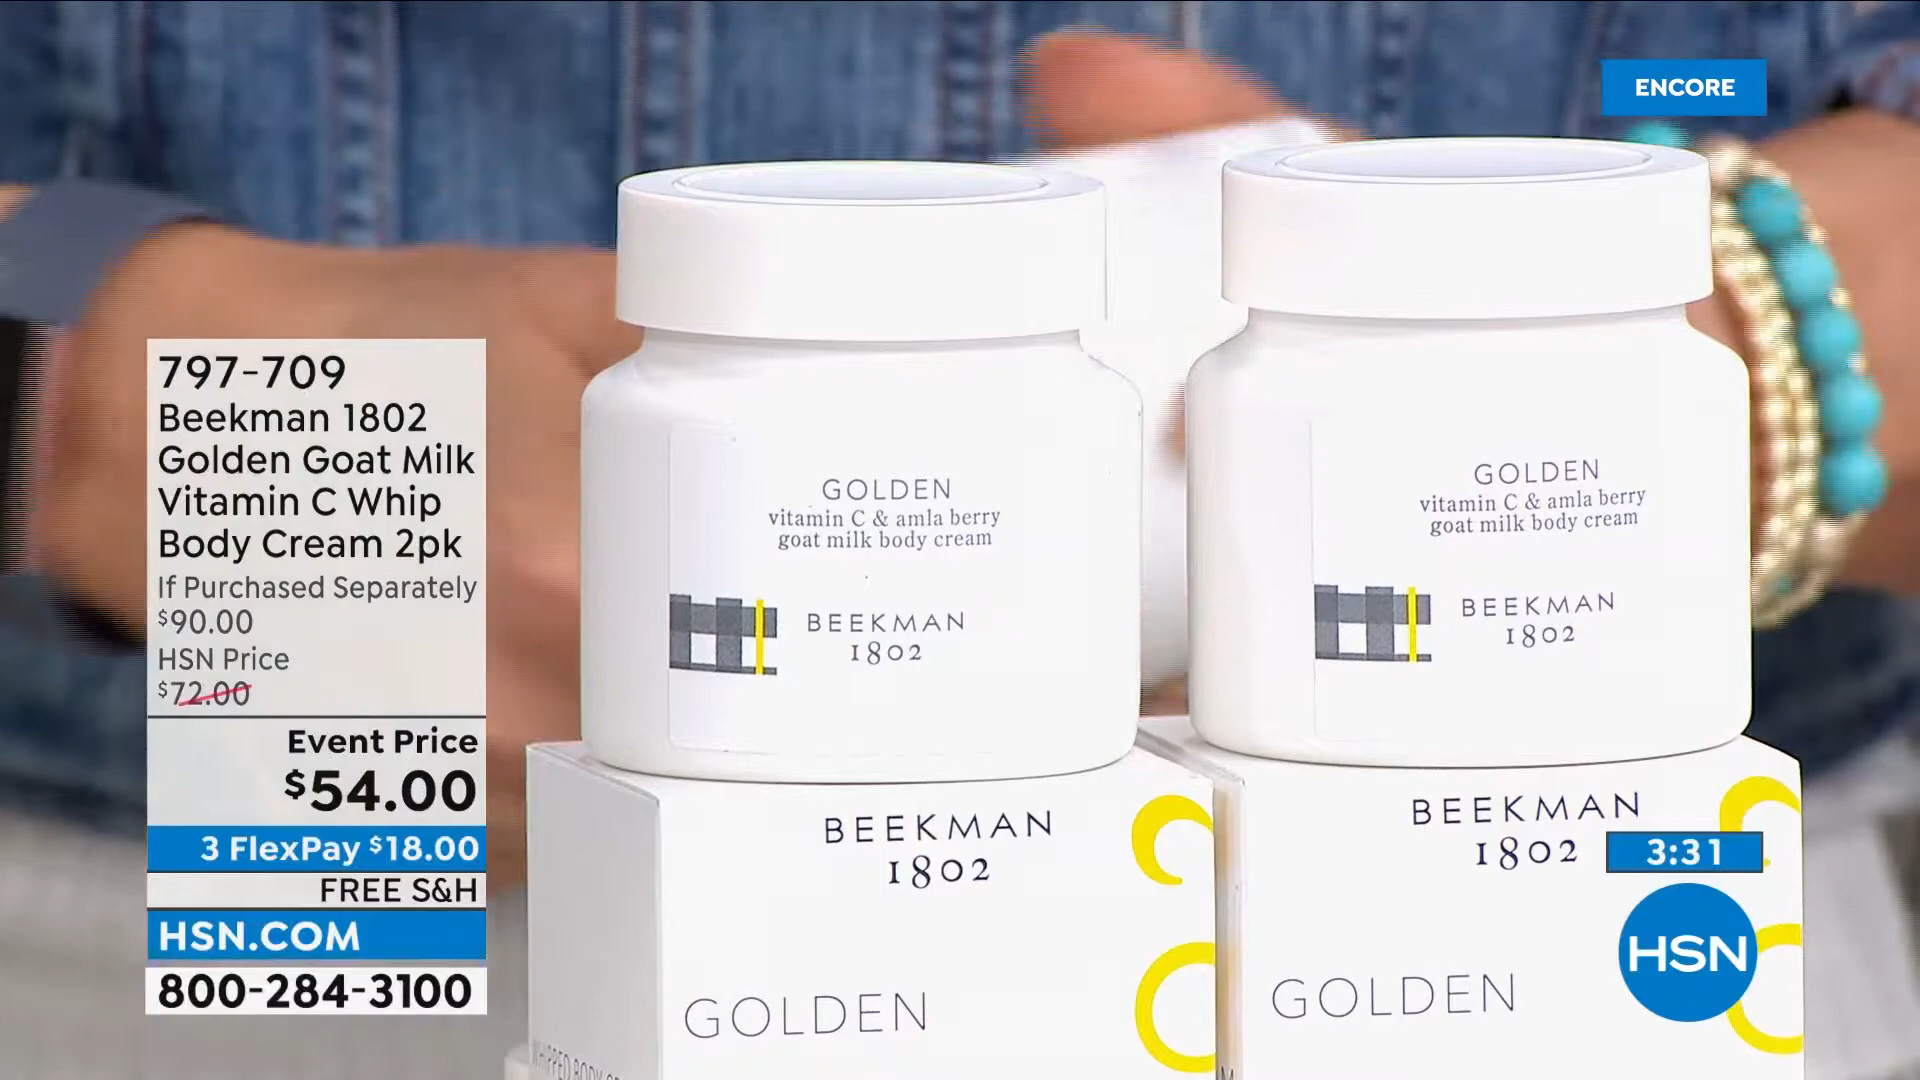 ENCORE
797-709
Beekman 1802
Golden Goat Milk
Vitamin C Whip
Body Cream 2pk
If Purchased Separately
$90.00
HSN Price
$72.00
Event Price
$54.00
3 FlexPay $18.00
FREE S&H
HSN.COM
800-284-3100
GOLDEN
vitamin C & amla berry
goat milk body cream
BEEKMAN
1802
GOLDEN
vitamin C & amla berry
goat milk body cream
BEEKMAN
1802
BEEKMAN
1802
GOLDEN
BEEKMAN
1802
GOLDEN
3:31
HSN